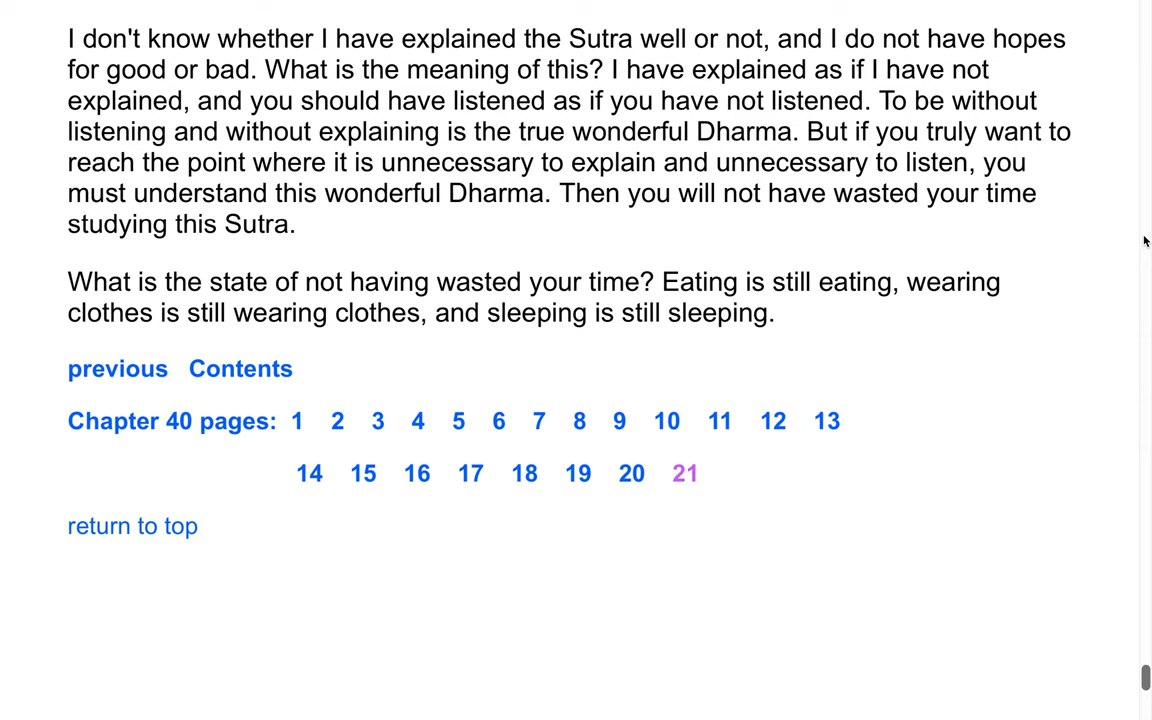 I don't know whether I have explained the Sutra well or not, and I do not have hopes
for good or bad. What is the meaning of this? I have explained as if I have not
explained, and you should have listened as if you have not listened. To be without
listening and without explaining is the true wonderful Dharma. But if you truly want to
reach the point where it is unnecessary to explain and unnecessary to listen, you
must understand this wonderful Dharma. Then you will not have wasted your time
studying this Sutra.
What is the state of not having wasted your time? Eating is still eating, wearing
clothes is still wearing clothes, and sleeping is still sleeping.
previous Contents
Chapter 40 pages: 1 2 3 4 5 6 7 8 9 10 11 12 13
14 15 16 17 18 19 20 21
return to top